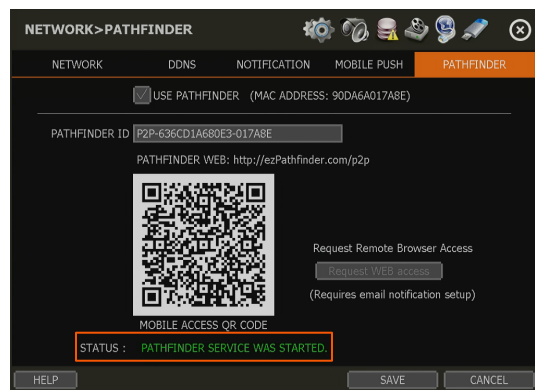 NETWORK>PATHFINDER
NETWORK DDNS NOTIFICATION MOBILE PUSH PATHFINDER
USE PATHFINDER (MAC ADDRESS: 90DA6A017A8E)
PATHFINDER ID P2P-636CD1A680E3-017A8E
PATHFINDER WEB: http://ezPathfinder.com/p2p
Request Remote Browser Access
Request WEB access
(Requires email notification setup)
MOBILE ACCESS QR CODE
STATUS : PATHFINDER SERVICE WAS STARTED.
HELP SAVE CANCEL